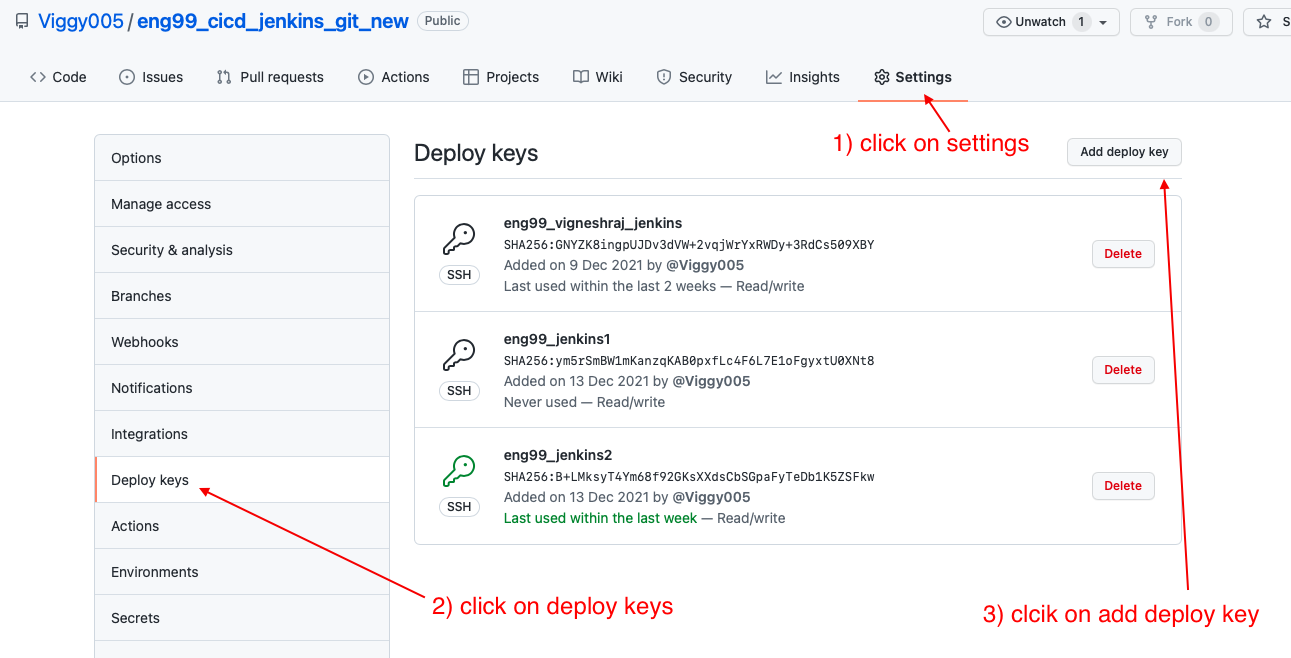 Viggy005 / eng99_cicd_jenkins_git_new Public
Unwatch 1
Fork 0
S
Code Issues Pull requests Actions Projects Wiki Security Insights Settings
1) click on settings
Options
Manage access
Security & analysis
Branches
Webhooks
Notifications
Integrations
Deploy keys
Actions
Environments
Secrets
Deploy keys
Add deploy key
eng99_vigneshraj_jenkins
SHA256:GNYZK8ingpUJDv3dVW+2vqjWrYxRWDy+3RdCs509XBY
Added on 9 Dec 2021 by @Viggy005
Last used within the last 2 weeks — Read/write
SSH
Delete
eng99_jenkins1
SHA256:ym5rSmBW1mKanzqKAB0pxfLc4F6L7E1oFgyxtU0XNt8
Added on 13 Dec 2021 by @Viggy005
Never used — Read/write
SSH
Delete
eng99_jenkins2
SHA256:B+LMksyT4Ym68f92GKsXXdsCbSGpaFyTeDb1K5ZSFkw
Added on 13 Dec 2021 by @Viggy005
Last used within the last week — Read/write
SSH
Delete
2) click on deploy keys
3) clcik on add deploy key